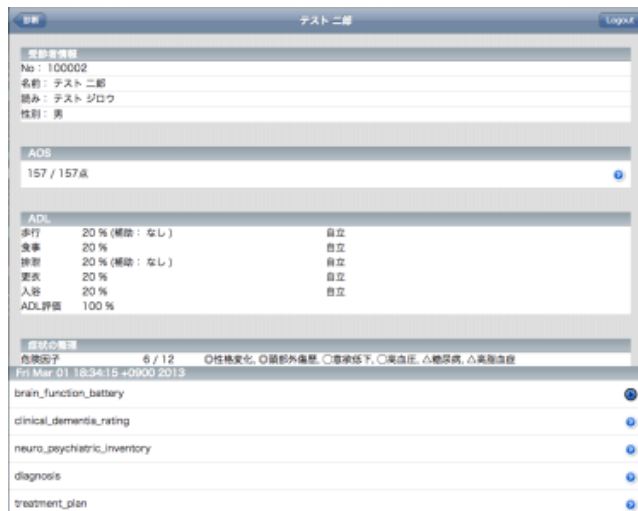 診断 テスト 二郎 Logout
受診者情報
No : 100002
名前 : テスト 二郎
読み : テスト ジロウ
性別 : 男
AOS
157 / 157点
ADL
歩行 20 % (補助 : なし ) 自立
食事 20 % 自立
排泄 20 % (補助 : なし ) 自立
更衣 20 % 自立
入浴 20 % 自立
ADL評価 100 %
症状の整理
危険因子 6 / 12 ◎性格変化, ◎頭部外傷歴, ○意欲低下, ○高血圧, △糖尿病, △高脂血症
Fri Mar 01 18:34:15 +0900 2013
brain_function_battery
clinical_dementia_rating
neuro_psychiatric_inventory
diagnosis
treatment_plan